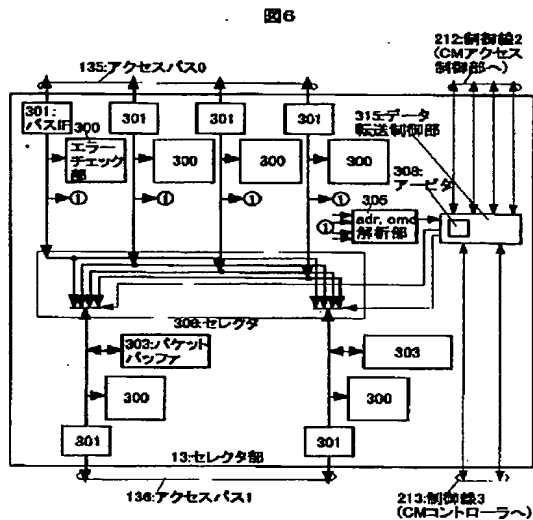 図6
135:アクセスパス0
212:制御線2
(CMアクセス
制御部へ)
301:
パスIF
301
301
301
300
エラー
チェック
部
300
300
300
315:データ
転送制御部
308:
アービタ
①
①
①
①
305
adr, cmd
解析部
①
306:セレクタ
303:パケット
バッファ
303
300
300
301
301
13:セレクタ部
136:アクセスパス1
213:制御線3
(CMコントローラへ)